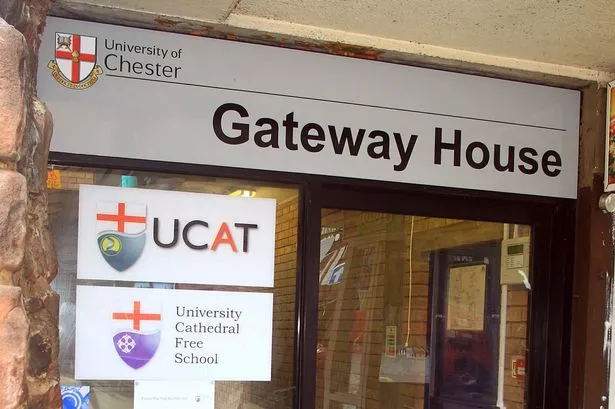 University of
Chester
Gateway House
UCAT
University
Cathedral
Free
School